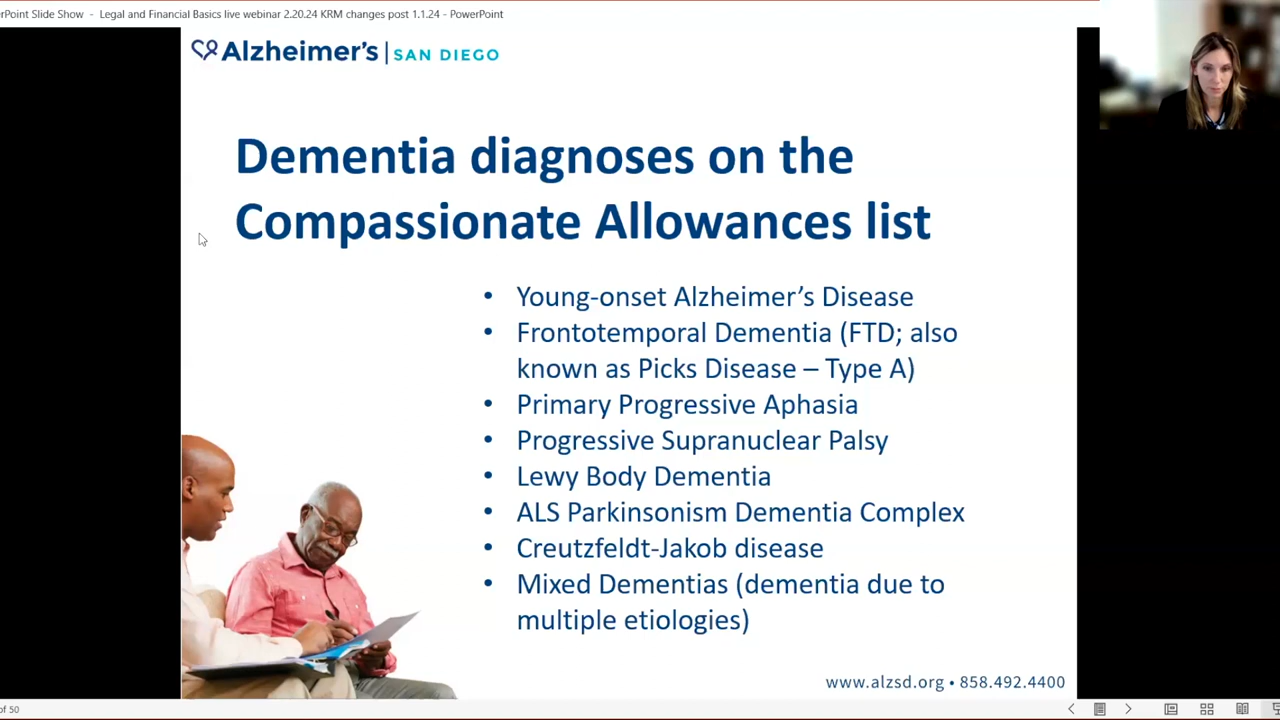 erPoint Slide Show - Legal and Financial Basics live webinar 2.20.24 KRM changes post 1.1.24 - PowerPoint
Alzheimer's | SAN DIEGO
Dementia diagnoses on the
Compassionate Allowances list
• Young-onset Alzheimer’s Disease
• Frontotemporal Dementia (FTD; also
known as Picks Disease – Type A)
• Primary Progressive Aphasia
• Progressive Supranuclear Palsy
• Lewy Body Dementia
• ALS Parkinsonism Dementia Complex
• Creutzfeldt-Jakob disease
• Mixed Dementias (dementia due to
multiple etiologies)
www.alzsd.org • 858.492.4400
of 50